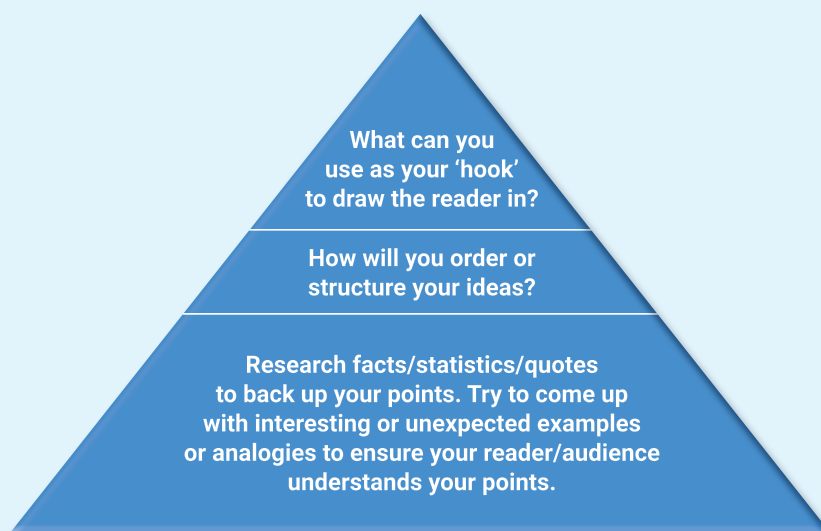 What can you
use as your ‘hook’
to draw the reader in?
How will you order or
structure your ideas?
Research facts/statistics/quotes
to back up your points. Try to come up
with interesting or unexpected examples
or analogies to ensure your reader/audience
understands your points.